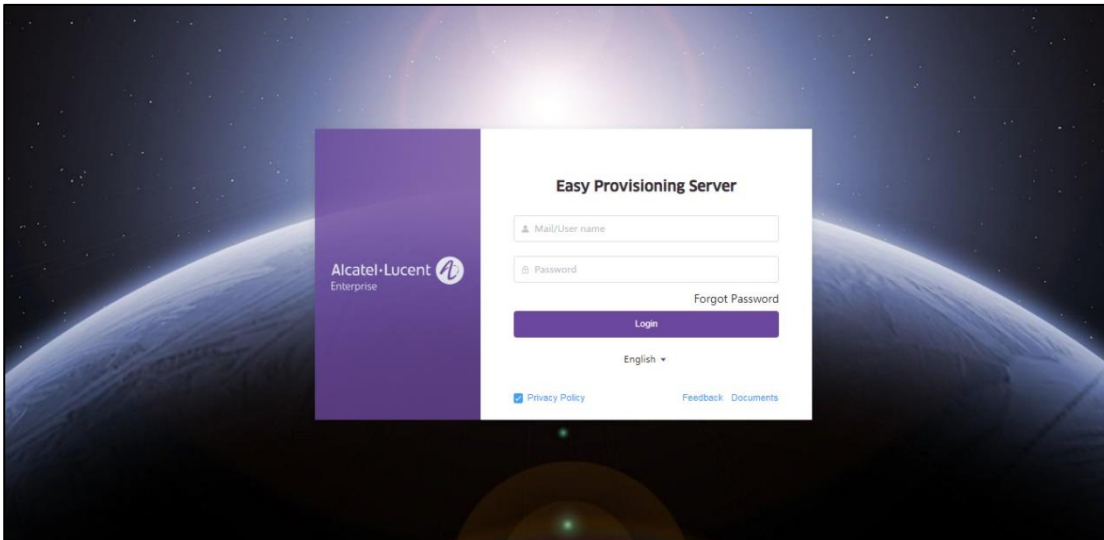 Easy Provisioning Server
Mail/User name
Password
Forgot Password
Login
English
Privacy Policy
Feedback Documents
Alcatel·Lucent
Enterprise